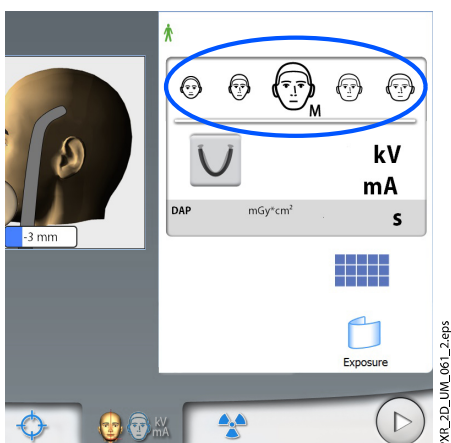 M
kV
mA
DAP mGy*cm² s
-3 mm
Exposure
kV
mA
XR_2D_UM_061_2.eps